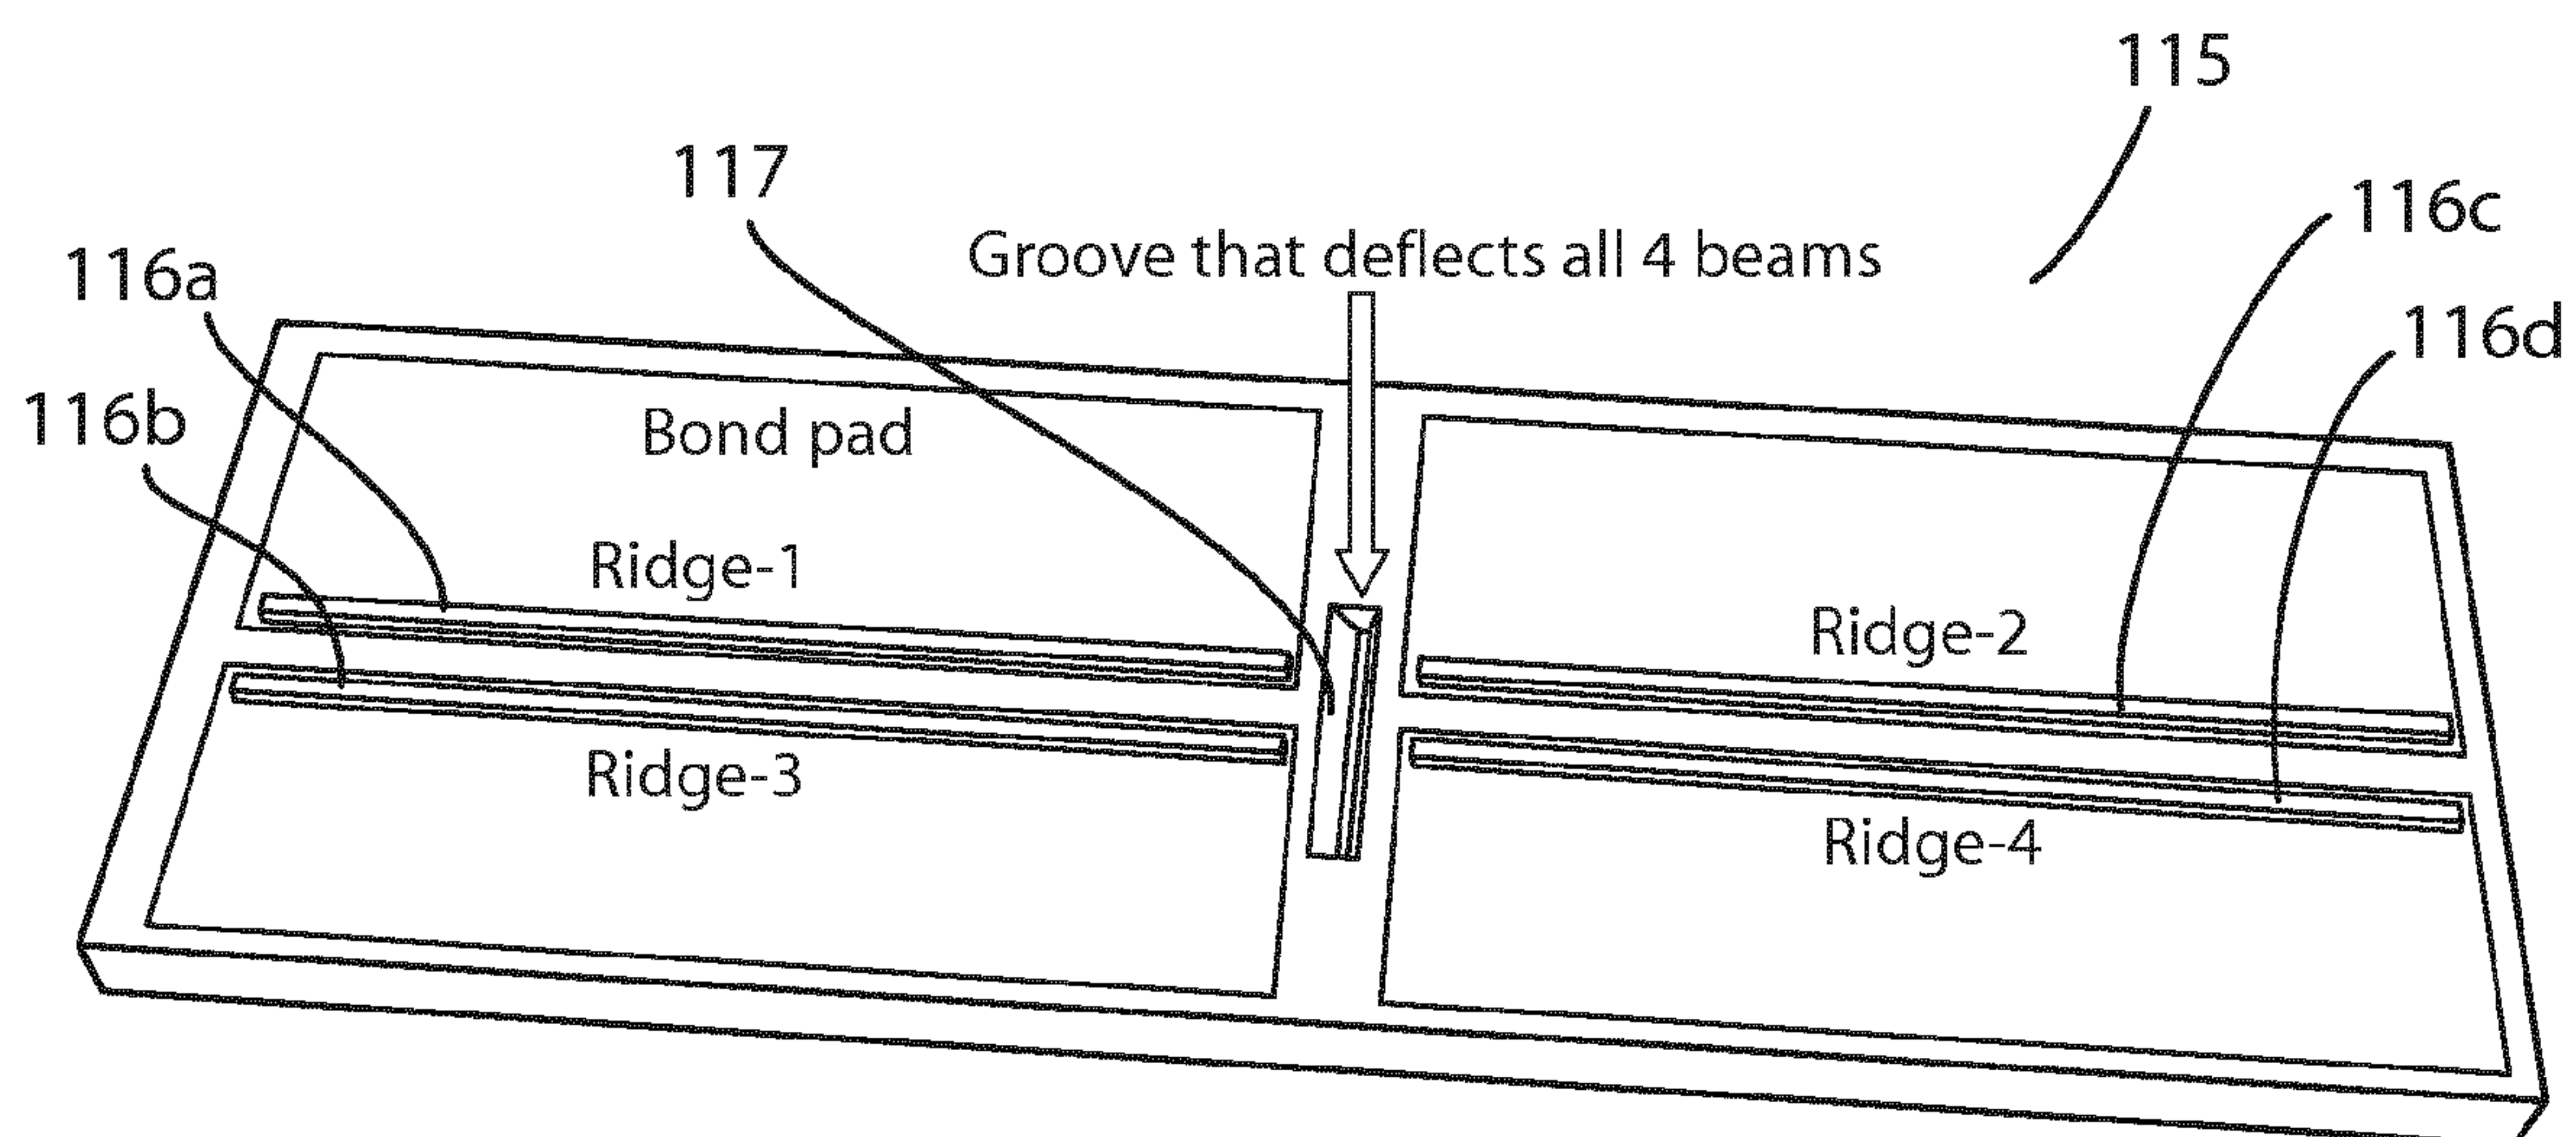 115
117
116c
Groove that deflects all 4 beams
116a
116d
116b
Bond pad
Ridge-1
Ridge-2
Ridge-3
Ridge-4